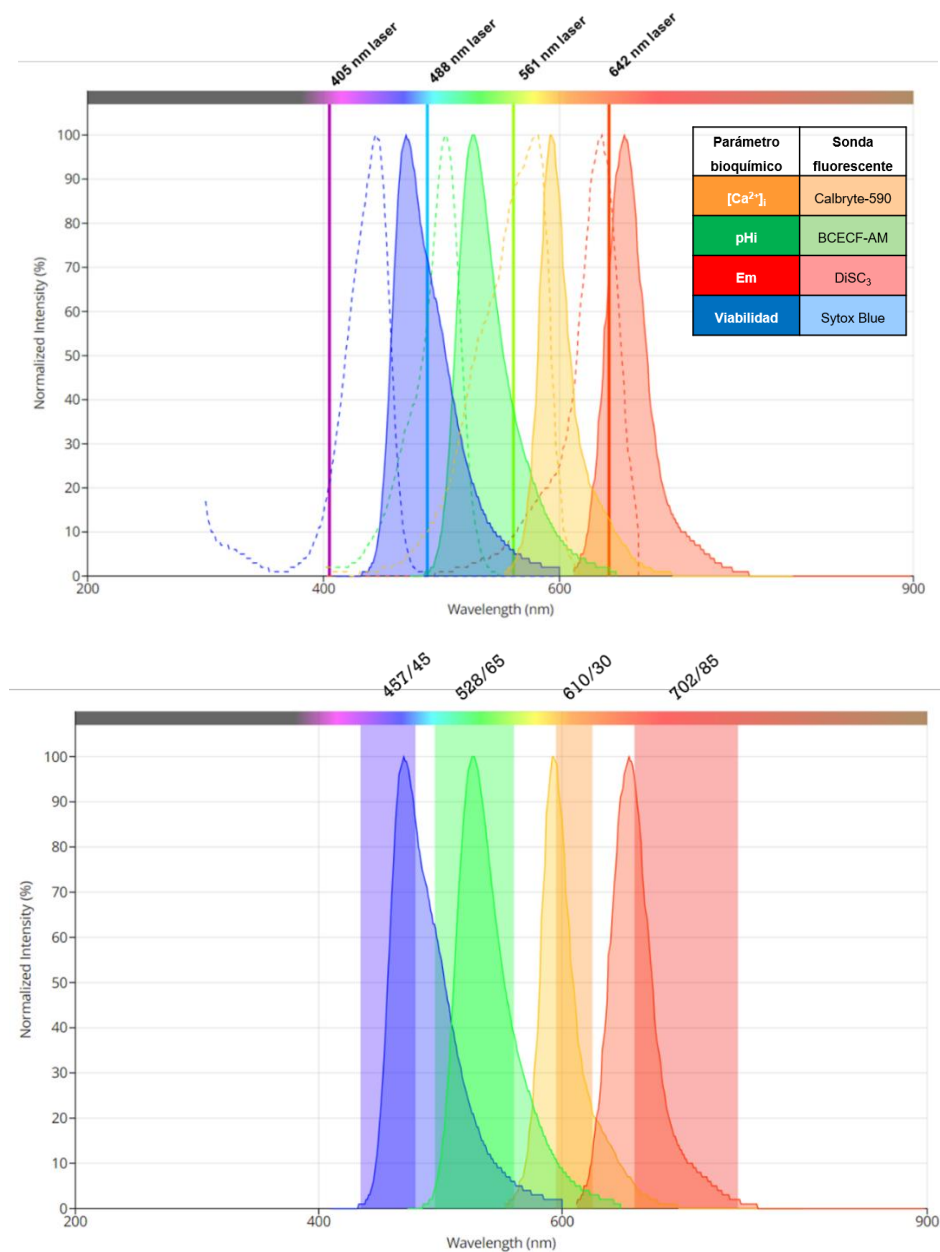 405 nm laser
488 nm laser
561 nm laser
642 nm laser
100
90
80
70
60
50
40
30
20
10
0
Normalized Intensity (%)
200
400
600
900
Wavelength (nm)
Parámetro bioquímico
Sonda fluorescente
[Ca²⁺]ᵢ
Calbryte-590
pHi
BCECF-AM
Em
DiSC₃
Viabilidad
Sytox Blue
457/45
528/65
610/30
702/85
100
90
80
70
60
50
40
30
20
10
0
Normalized Intensity (%)
200
400
600
900
Wavelength (nm)